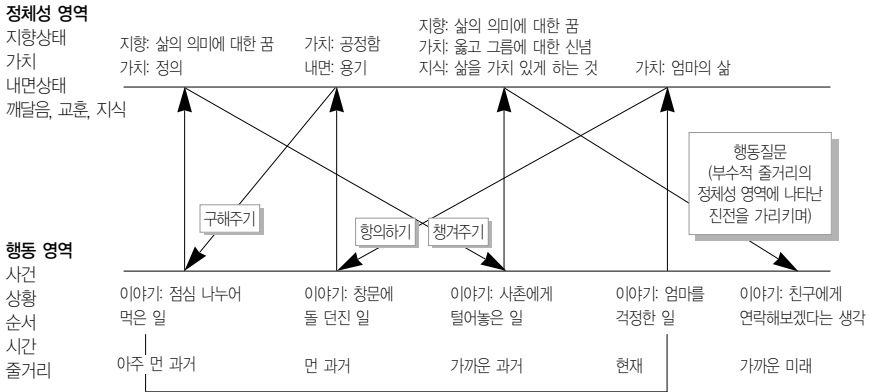 정체성 영역
지향상태
가치
내면상태
깨달음, 교훈, 지식
지향: 삶의 의미에 대한 꿈
가치: 정의
가치: 공정함
내면: 용기
지향: 삶의 의미에 대한 꿈
가치: 옳고 그름에 대한 신념
지식: 삶을 가치 있게 하는 것
가치: 엄마의 삶
행동질문
(부수적 줄거리의
정체성 영역에 나타난
진전을 가리키며)
구해주기
항의하기
챙겨주기
행동 영역
사건
상황
순서
시간
줄거리
이야기: 점심 나누어
먹은 일
이야기: 창문에
돌 던진 일
이야기: 사촌에게
털어놓은 일
이야기: 엄마를
걱정한 일
이야기: 친구에게
연락해보겠다는 생각
아주 먼 과거
먼 과거
가까운 과거
현재
가까운 미래